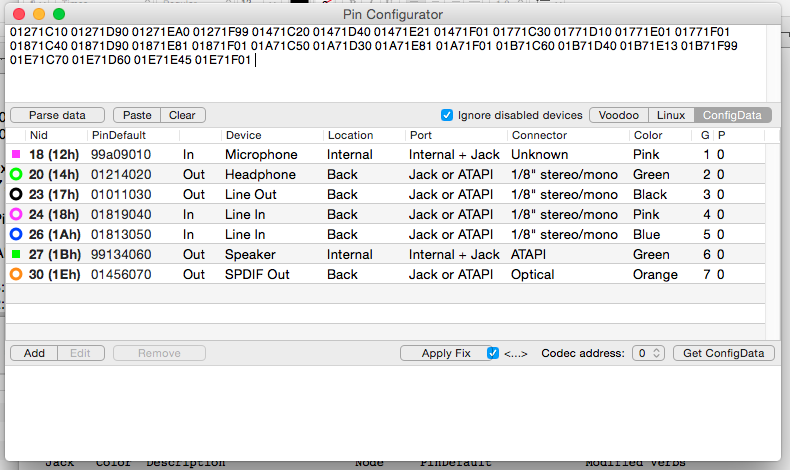 Pin Configurator
01271C10 01271D90 01271EA0 01271F99 01471C20 01471D40 01471E21 01471F01 01771C30 01771D10 01771E01 01771F01
01871C40 01871D90 01871E81 01871F01 01A71C50 01A71D30 01A71E81 01A71F01 01B71C60 01B71D40 01B71E13 01B71F99
01E71C70 01E71D60 01E71E45 01E71F01
Parse data Paste Clear Ignore disabled devices Voodoo Linux ConfigData
Nid PinDefault Device Location Port Connector Color G P
18 (12h) 99a09010 In Microphone Internal Internal + Jack Unknown Pink 1 0
20 (14h) 01214020 Out Headphone Back Jack or ATAPI 1/8" stereo/mono Green 2 0
23 (17h) 01011030 Out Line Out Back Jack or ATAPI 1/8" stereo/mono Black 3 0
24 (18h) 01819040 In Line In Back Jack or ATAPI 1/8" stereo/mono Pink 4 0
26 (1Ah) 01813050 In Line In Back Jack or ATAPI 1/8" stereo/mono Blue 5 0
27 (1Bh) 99134060 Out Speaker Internal Internal + Jack ATAPI Green 6 0
30 (1Eh) 01456070 Out SPDIF Out Back Jack or ATAPI Optical Orange 7 0
Add Edit Remove Apply Fix <...> Codec address: 0 Get ConfigData
Jack Color Description Node PinDefault Modified Verbs